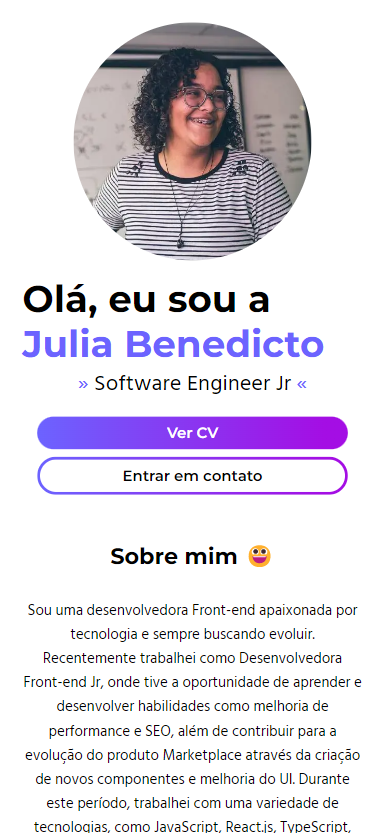 Olá, eu sou a
Julia Benedicto
» Software Engineer Jr «
Ver CV
Entrar em contato
Sobre mim 😀
Sou uma desenvolvedora Front-end apaixonada por
tecnologia e sempre buscando evoluir.
Recentemente trabalhei como Desenvolvedora
Front-end Jr, onde tive a oportunidade de aprender e
desenvolver habilidades como melhoria de
performance e SEO, além de contribuir para a
evolução do produto Marketplace através da criação
de novos componentes e melhoria do UI. Durante
este período, trabalhei com uma variedade de
tecnologias, como JavaScript, React.js, TypeScript,